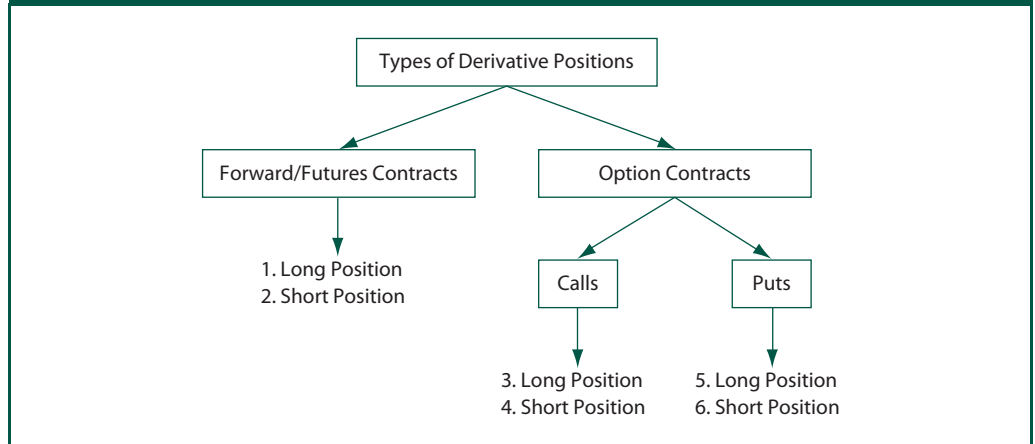 Types of Derivative Positions
Forward/Futures Contracts
Option Contracts
1. Long Position
2. Short Position
Calls
Puts
3. Long Position
4. Short Position
5. Long Position
6. Short Position